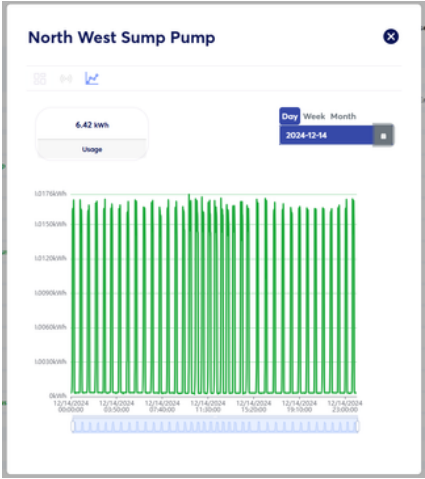 North West Sump Pump
6.42 kWh
Usage
Day Week Month
2024-12-14
0.0176kWh
0.0150kWh
0.0120kWh
0.0090kWh
0.0060kWh
0.0030kWh
0kWh
12/14/2024 12/14/2024 12/14/2024 12/14/2024 12/14/2024 12/14/2024 12/14/2024
00:00:00 03:50:00 07:40:00 11:30:00 15:20:00 19:10:00 23:00:00